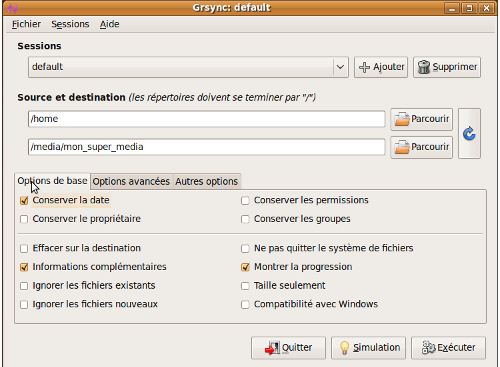 Grsync: default
Fichier Sessions Aide
Sessions
default Ajouter Supprimer
Source et destination (les répertoires doivent se terminer par "/")
/home Parcourir
/media/mon_super_media Parcourir
Options de base Options avancées Autres options
Conserver la date Conserver les permissions
Conserver le propriétaire Conserver les groupes
Effacer sur la destination Ne pas quitter le système de fichiers
Informations complémentaires Montrer la progression
Ignorer les fichiers existants Taille seulement
Ignorer les fichiers nouveaux Compatibilité avec Windows
Quitter Simulation Exécuter